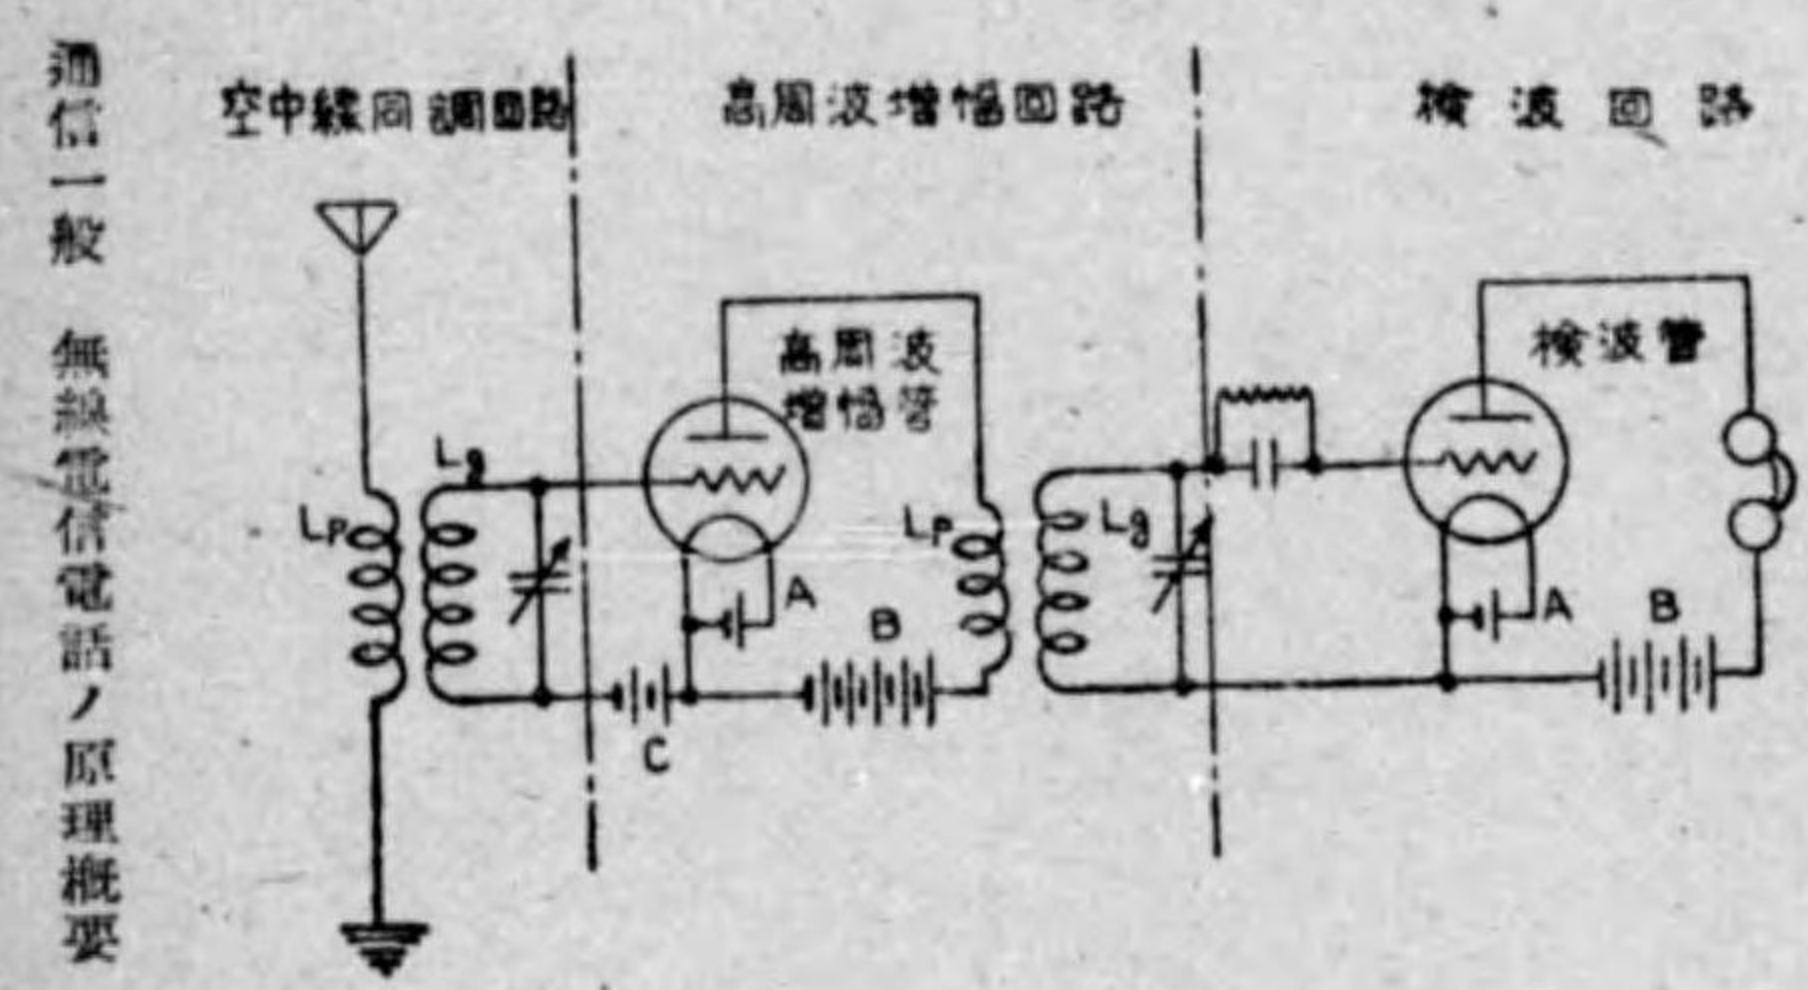 通信一般 無線電信電話ノ原理概要
空中線同調回路
高周波増幅回路
検波回路
高周波
増幅管
検波管
Lp
Lg
A
B
C
Lp
Lg
A
B